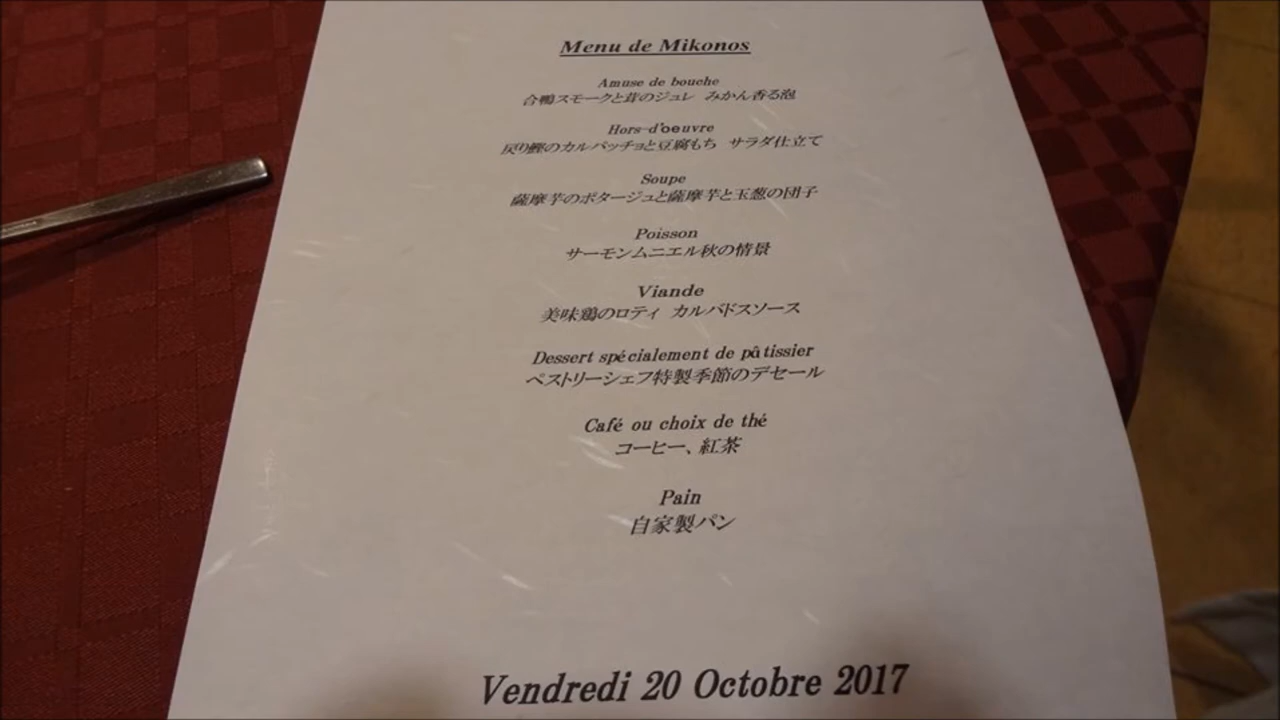 Menu de Mikonos
Amuse de bouche
合鴨スモークと茸のジュレ みかん香る泡
Hors-d'oeuvre
戻り鰹のカルパッチョと豆腐もち サラダ仕立て
Soupe
薩摩芋のポタージュと薩摩芋と玉葱の団子
Poisson
サーモンムニエル秋の情景
Viande
美味鶏のロティ カルバドスソース
Dessert spécialement de pâtissier
ペストリーシェフ特製季節のデセール
Café ou choix de thé
コーヒー、紅茶
Pain
自家製パン
Vendredi 20 Octobre 2017